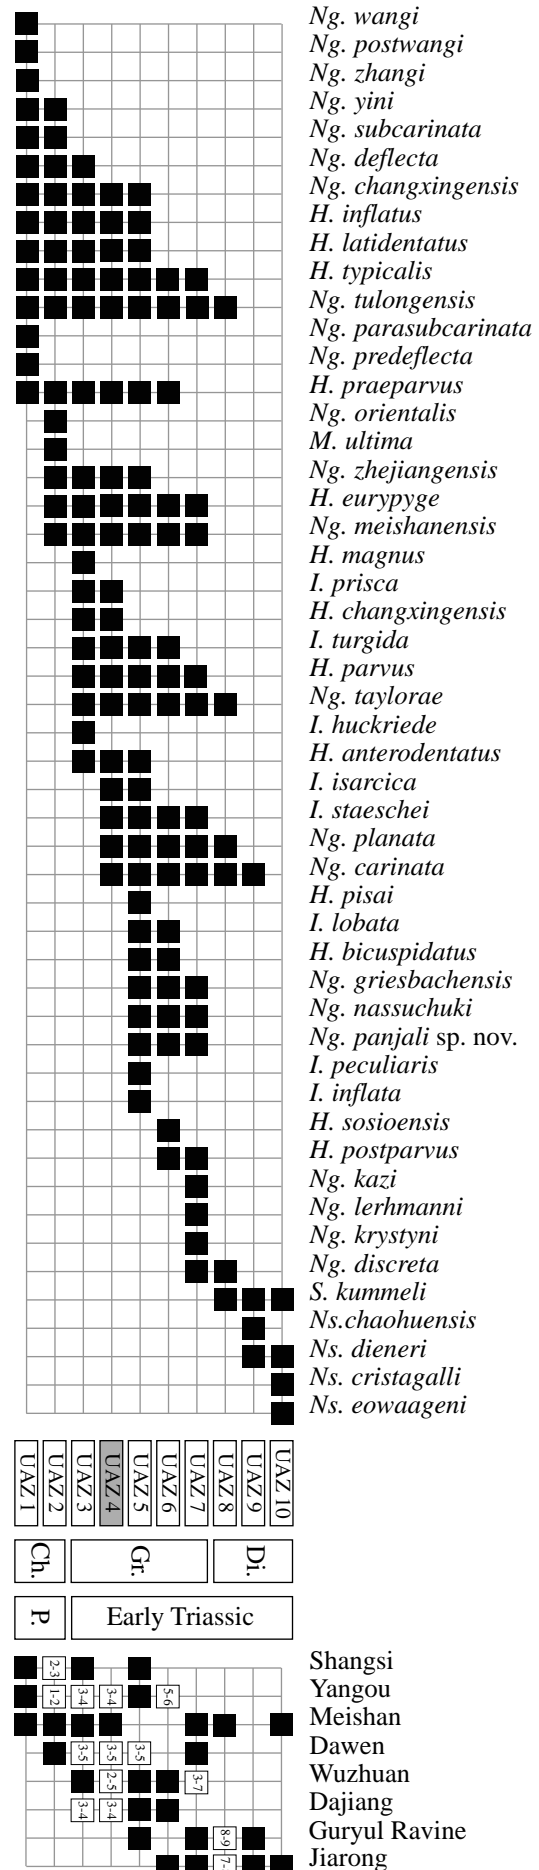 Ng. wangi
Ng. postwangi
Ng. zhangi
Ng. yini
Ng. subcarinata
Ng. deflecta
Ng. changxingensis
H. inflatus
H. latidentatus
H. typicalis
Ng. tulongensis
Ng. parasubcarinata
Ng. predeflecta
H. praeparvus
Ng. orientalis
M. ultima
Ng. zhejiangensis
H. eurypyge
Ng. meishanensis
H. magnus
I. prisca
H. changxingensis
I. turgida
H. parvus
Ng. taylorae
I. huckriede
H. anterodentatus
I. isarcica
I. staeschei
Ng. planata
Ng. carinata
H. pisai
I. lobata
H. bicuspidatus
Ng. griesbachensis
Ng. nassuchuki
Ng. panjali sp. nov.
I. peculiaris
I. inflata
H. sosioensis
H. postparvus
Ng. kazi
Ng. lerhmanni
Ng. krystyni
Ng. discreta
S. kummeli
Ns.chaohuensis
Ns. dieneri
Ns. cristagalli
Ns. eowaageni
UAZ 1
UAZ 2
UAZ 3
UAZ 4
UAZ 5
UAZ 6
UAZ 7
UAZ 8
UAZ 9
UAZ 10
Ch.
Gr.
Di.
P.
Early Triassic
2-3 Shangsi
1-2 3-4 3-4 5-6 Yangou
Meishan
3-5 3-5 3-5 Dawen
2-5 3-7 Wuzhuan
3-4 3-4 Dajiang
8-9 Guryul Ravine
Jiarong